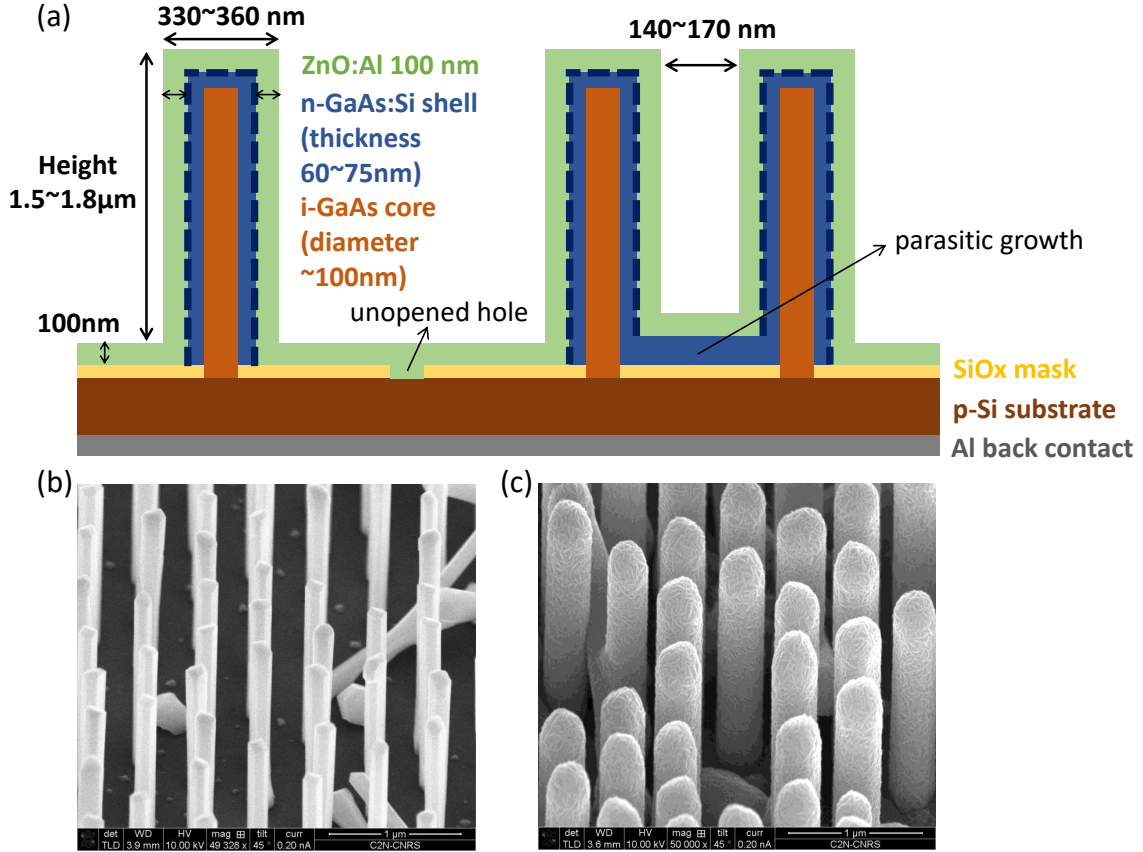 (a)
330~360 nm
140~170 nm
ZnO:Al 100 nm
n-GaAs:Si shell
(thickness
60~75nm)
i-GaAs core
(diameter
~100nm)
Height
1.5~1.8µm
parasitic growth
unopened hole
100nm
SiOx mask
p-Si substrate
Al back contact
(b)
(c)
det WD HV mag ⊞ tilt curr
TLD 3.9 mm 10.00 kV 49 328 x 45 ° 0.20 nA
1 µm
C2N-CNRS
det WD HV mag ⊞ tilt curr
TLD 3.6 mm 10.00 kV 50 000 x 45 ° 0.20 nA
1 µm
C2N-CNRS